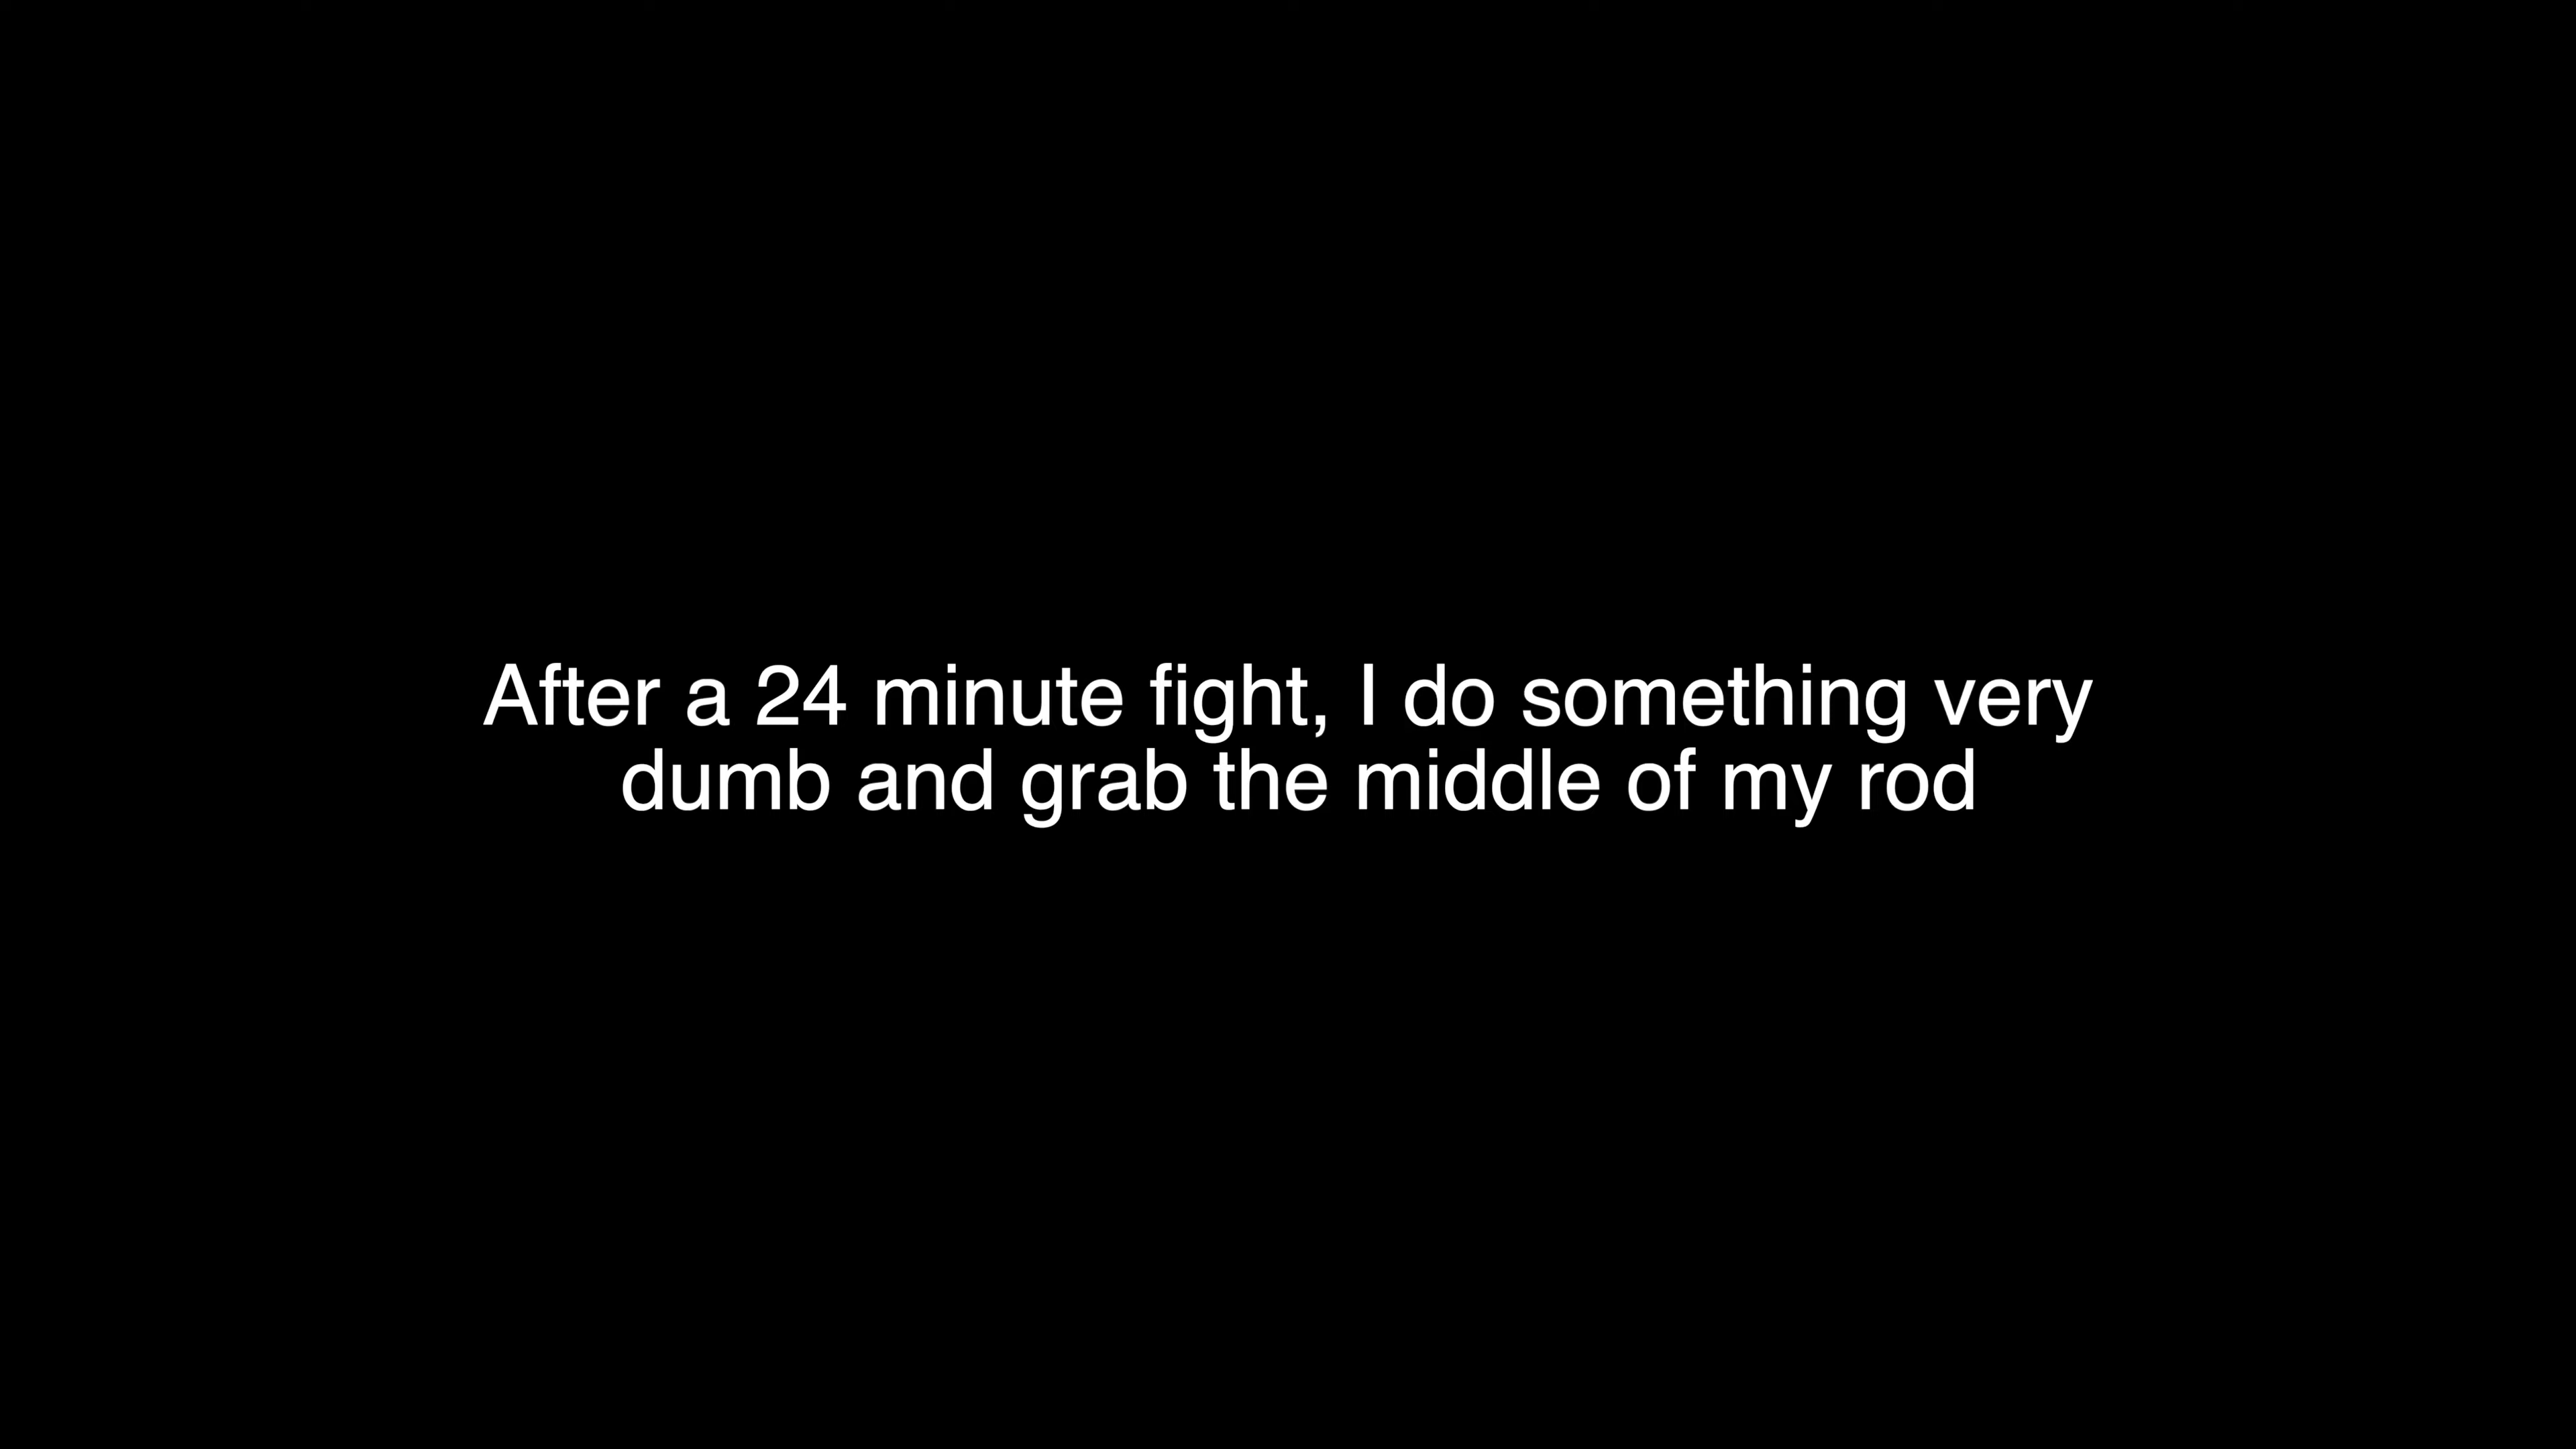 After a 24 minute fight, I do something very
dumb and grab the middle of my rod